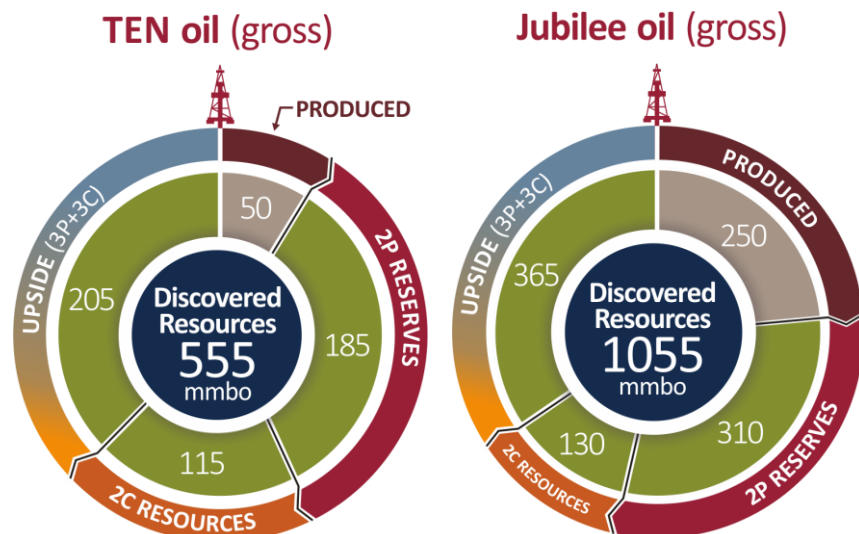 TEN oil (gross)
PRODUCED
50
2P RESERVES
185
115
2C RESOURCES
UPSIDE (3P+3C)
205
Discovered
Resources
555
mmbo
Jubilee oil (gross)
PRODUCED
250
2P RESERVES
310
130
2C RESOURCES
UPSIDE (3P+3C)
365
Discovered
Resources
1055
mmbo